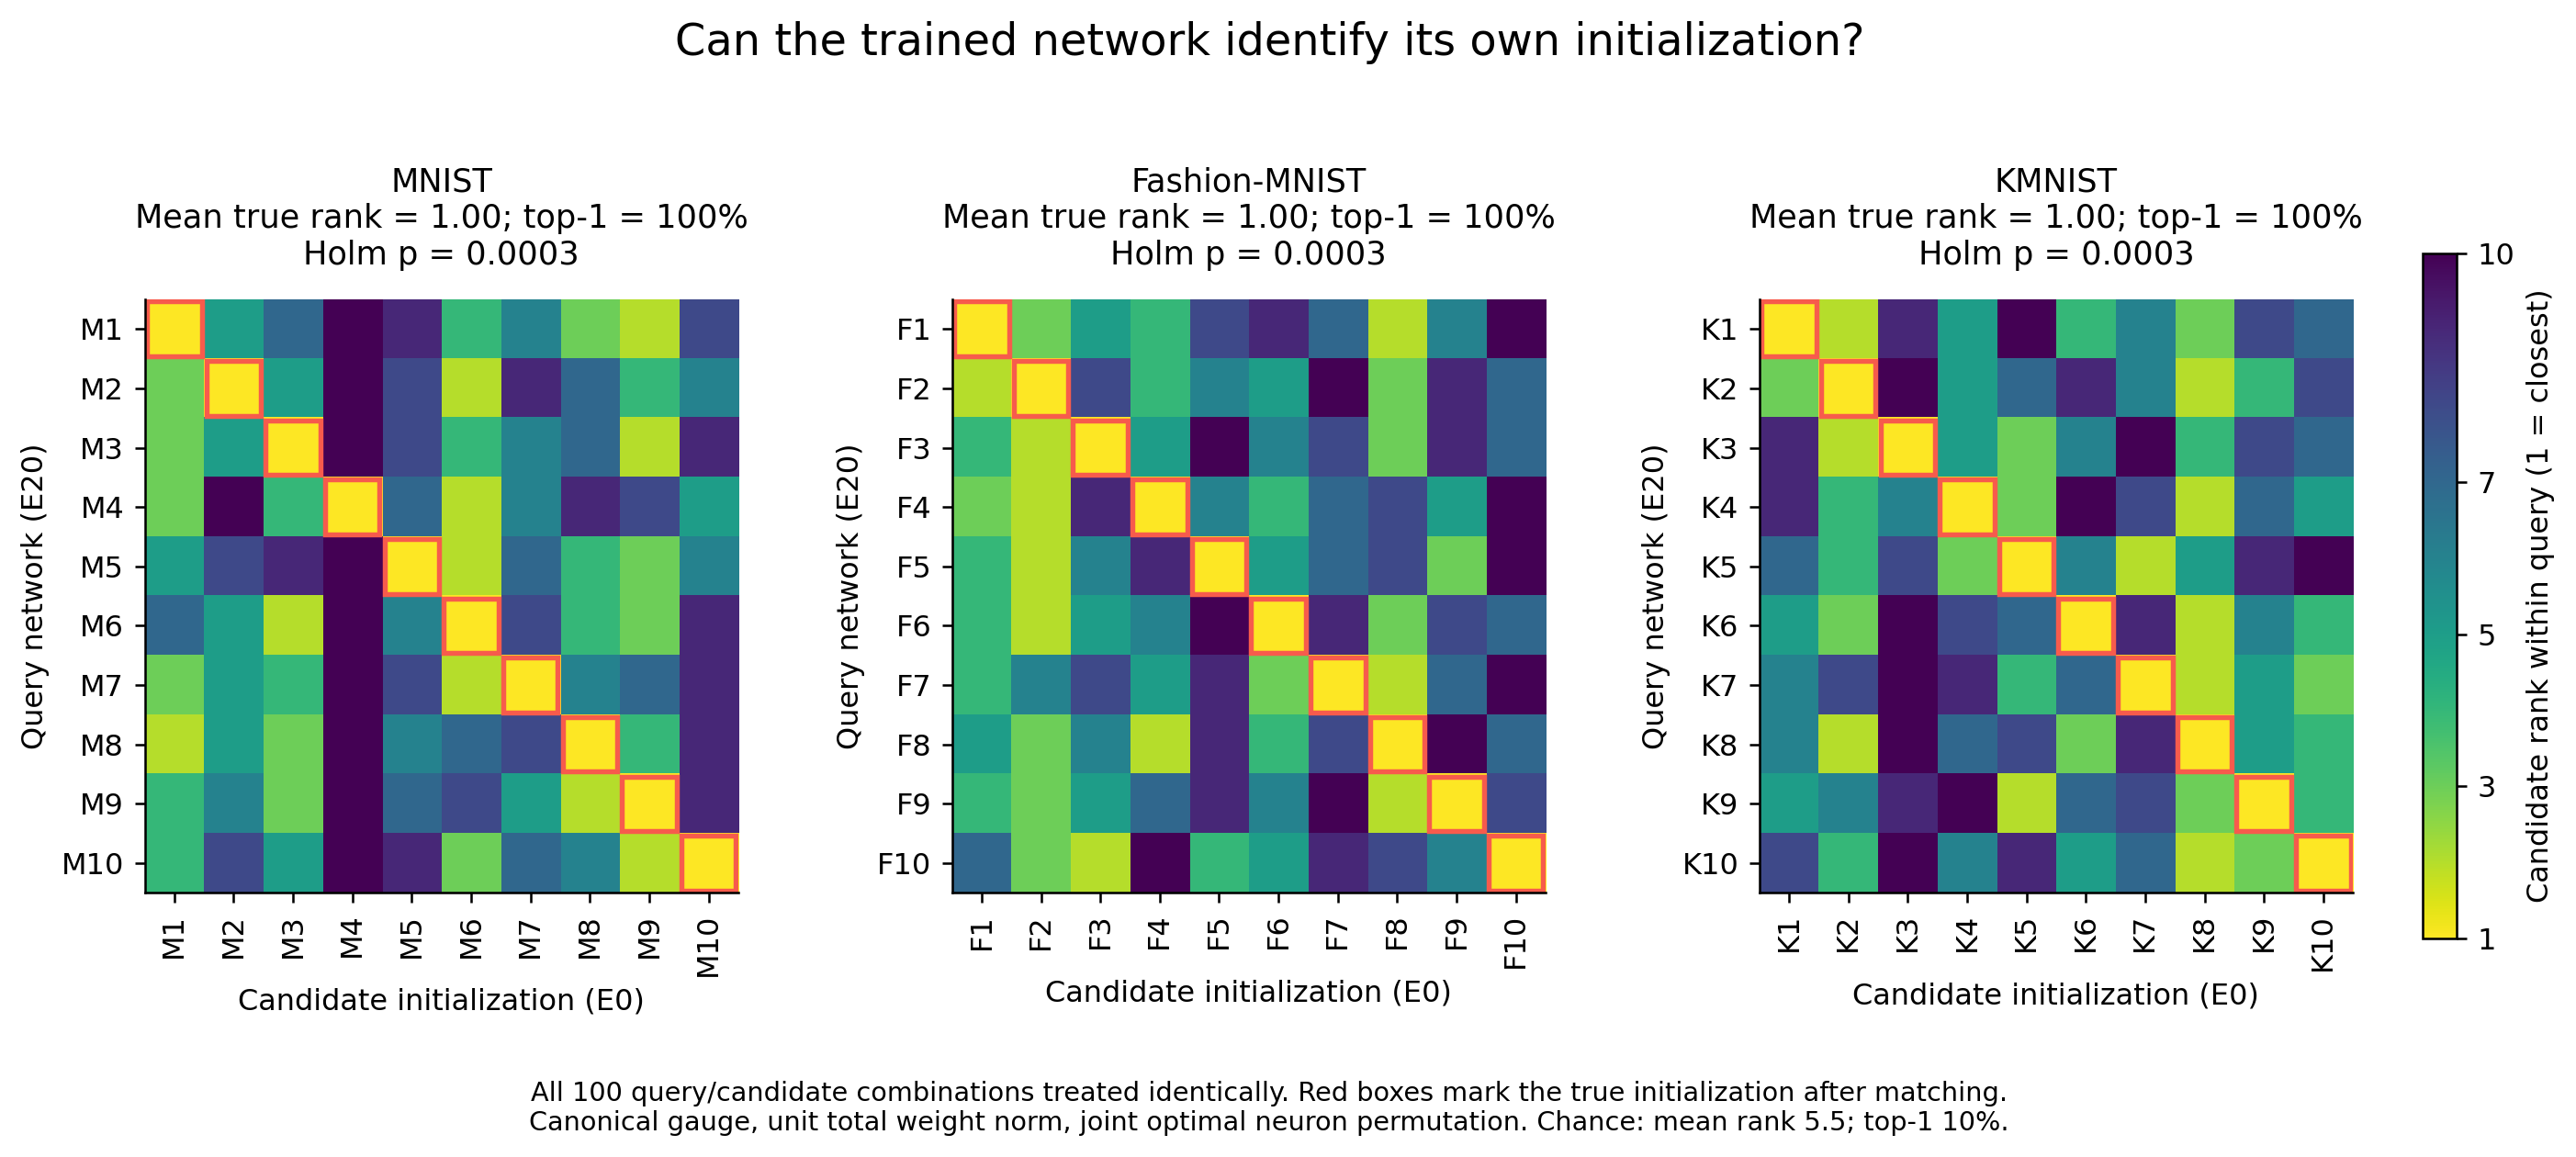 Can the trained network identify its own initialization?
MNIST
Mean true rank = 1.00; top-1 = 100%
Holm p = 0.0003
Query network (E20)
M1
M2
M3
M4
M5
M6
M7
M8
M9
M10
M1
M2
M3
M4
M5
M6
M7
M8
M9
M10
Candidate initialization (E0)
Fashion-MNIST
Mean true rank = 1.00; top-1 = 100%
Holm p = 0.0003
Query network (E20)
F1
F2
F3
F4
F5
F6
F7
F8
F9
F10
F1
F2
F3
F4
F5
F6
F7
F8
F9
F10
Candidate initialization (E0)
KMNIST
Mean true rank = 1.00; top-1 = 100%
Holm p = 0.0003
Query network (E20)
K1
K2
K3
K4
K5
K6
K7
K8
K9
K10
K1
K2
K3
K4
K5
K6
K7
K8
K9
K10
Candidate initialization (E0)
10
7
5
3
1
Candidate rank within query (1 = closest)
All 100 query/candidate combinations treated identically. Red boxes mark the true initialization after matching.
Canonical gauge, unit total weight norm, joint optimal neuron permutation. Chance: mean rank 5.5; top-1 10%.